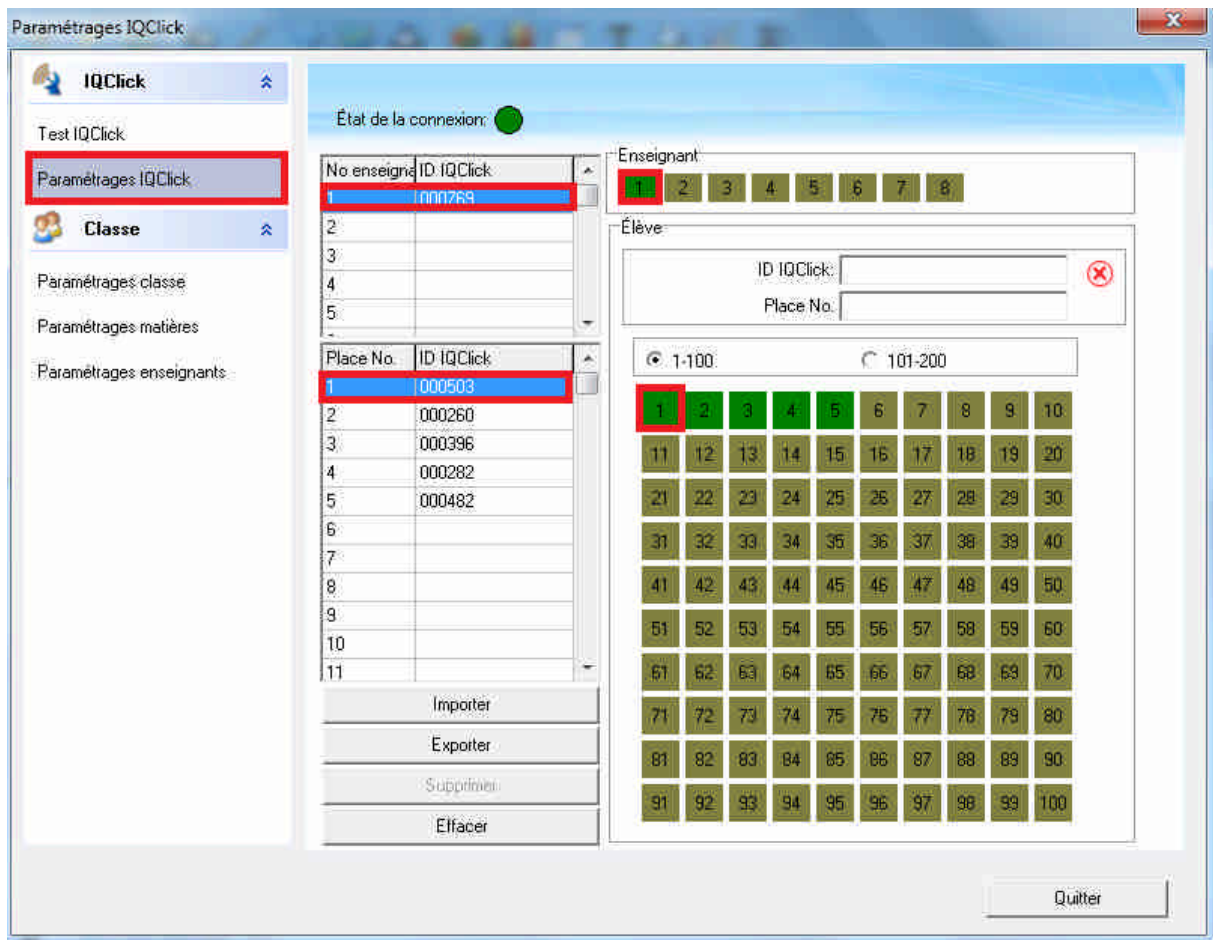 Paramétrages IQClick
IQClick
Test IQClick
Paramétrages IQClick
Classe
Paramétrages classe
Paramétrages matières
Paramétrages enseignants
État de la connexion:
No enseigne ID IQClick
1 000769
2
3
4
5
Place No. ID IQClick
1 000503
2 000260
3 000396
4 000282
5 000482
6
7
8
9
10
11
Importer
Exporter
Supprimer
Effacer
Enseignant
1 2 3 4 5 6 7 8
Élève
ID IQClick:
Place No.
1-100 101-200
1 2 3 4 5 6 7 8 9 10
11 12 13 14 15 16 17 18 19 20
21 22 23 24 25 26 27 28 29 30
31 32 33 34 35 36 37 38 39 40
41 42 43 44 45 46 47 48 49 50
51 52 53 54 55 56 57 58 59 60
61 62 63 64 65 66 67 68 69 70
71 72 73 74 75 76 77 78 79 80
81 82 83 84 85 86 87 88 89 90
91 92 93 94 95 96 97 98 99 100
Quitter